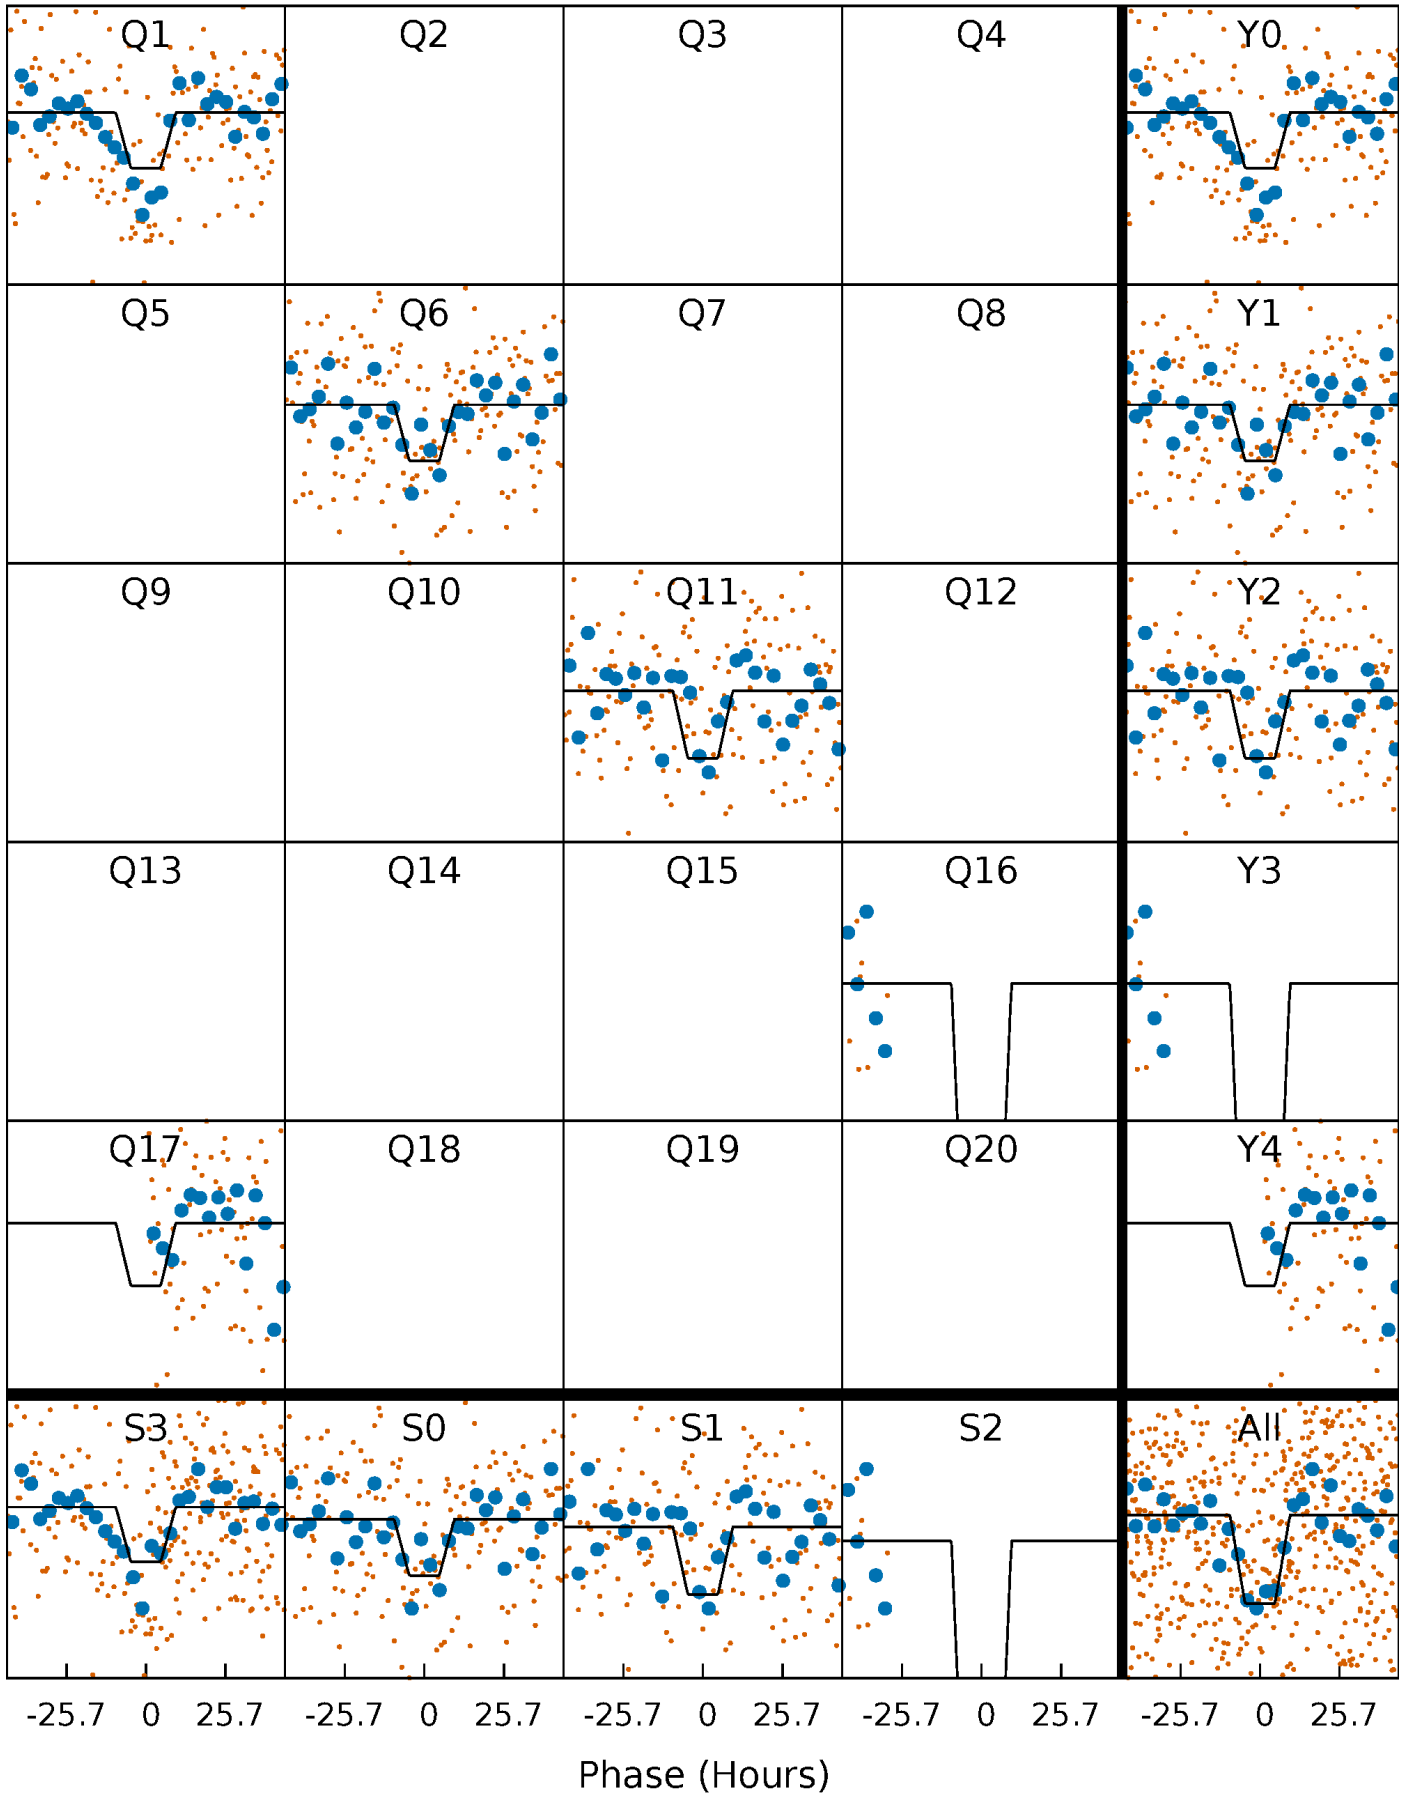 Q1 Q2 Q3 Q4 Y0
Q5 Q6 Q7 Q8 Y1
Q9 Q10 Q11 Q12 Y2
Q13 Q14 Q15 Q16 Y3
Q17 Q18 Q19 Q20 Y4
S3 S0 S1 S2 All
-25.7 0 25.7 -25.7 0 25.7 -25.7 0 25.7 -25.7 0 25.7 -25.7 0 25.7
Phase (Hours)